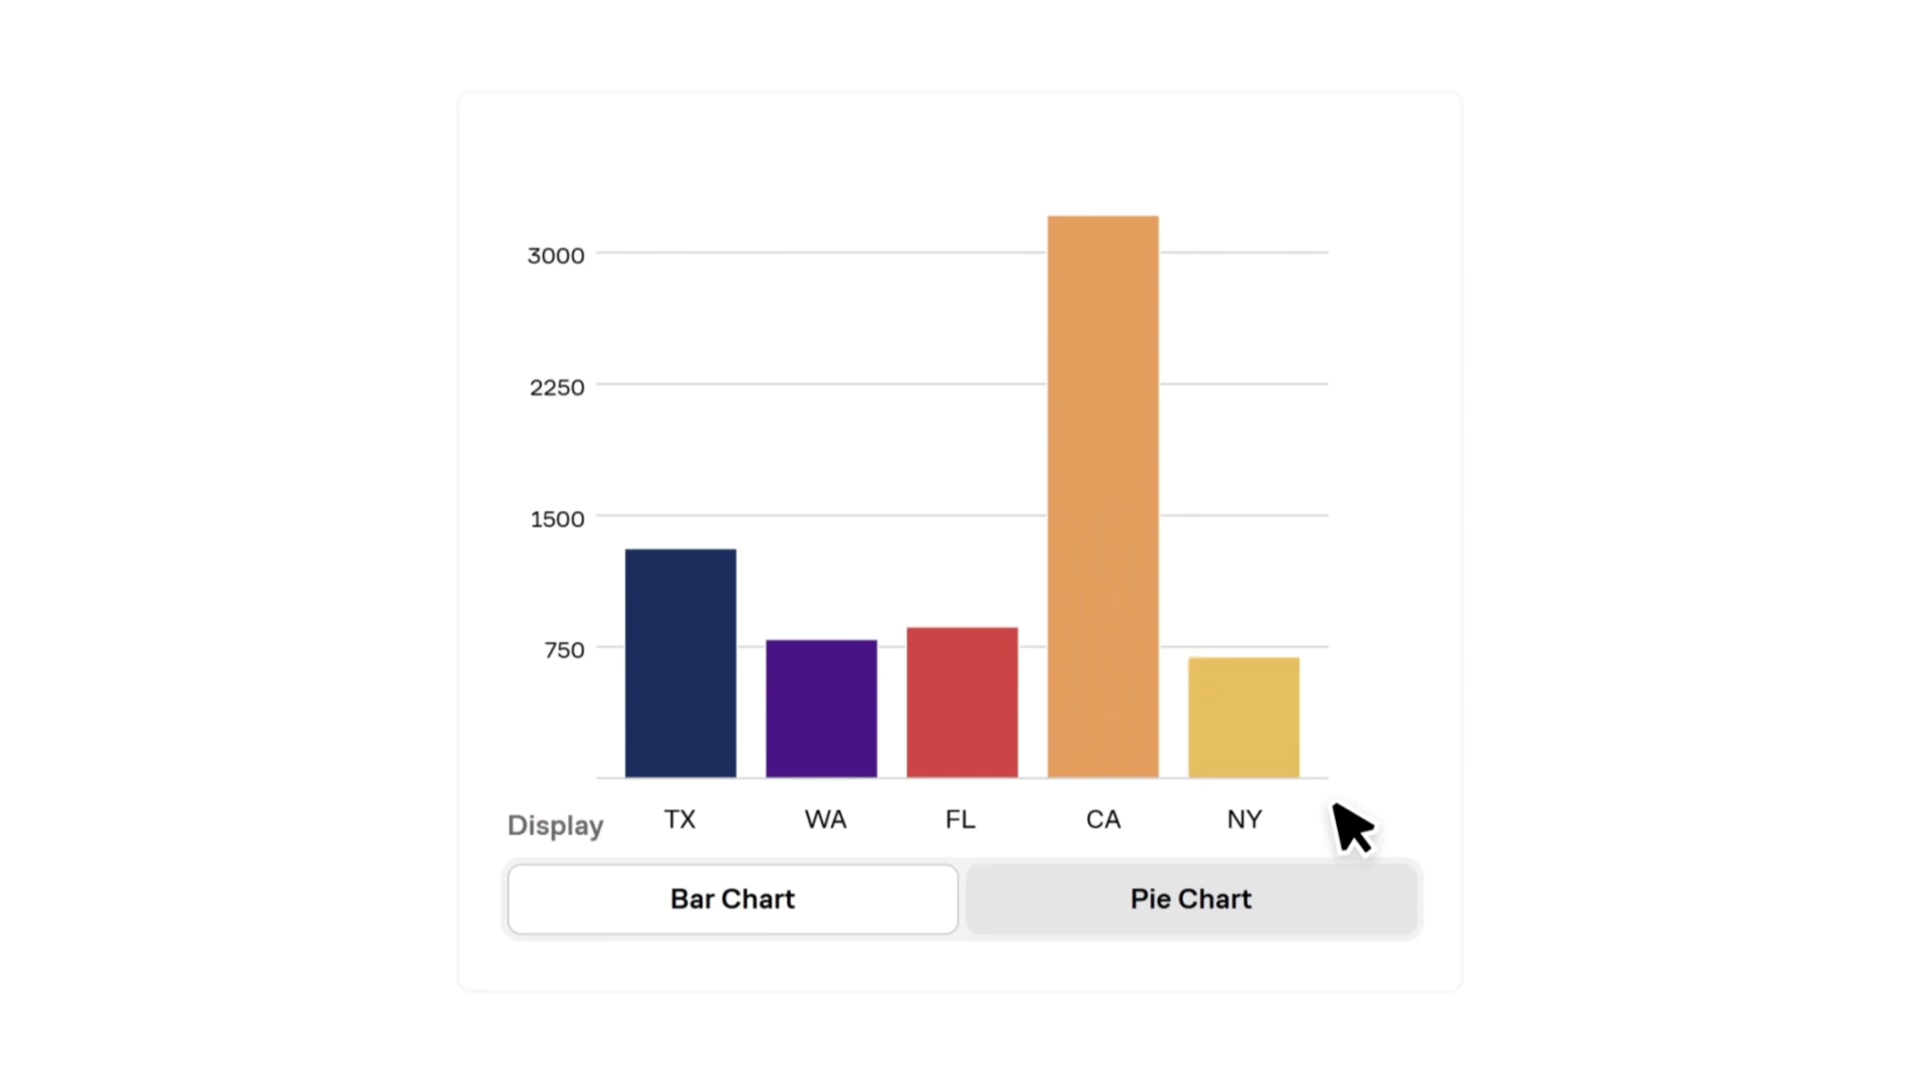 3000
2250
1500
750
TX WA FL CA NY
Display
Bar Chart Pie Chart